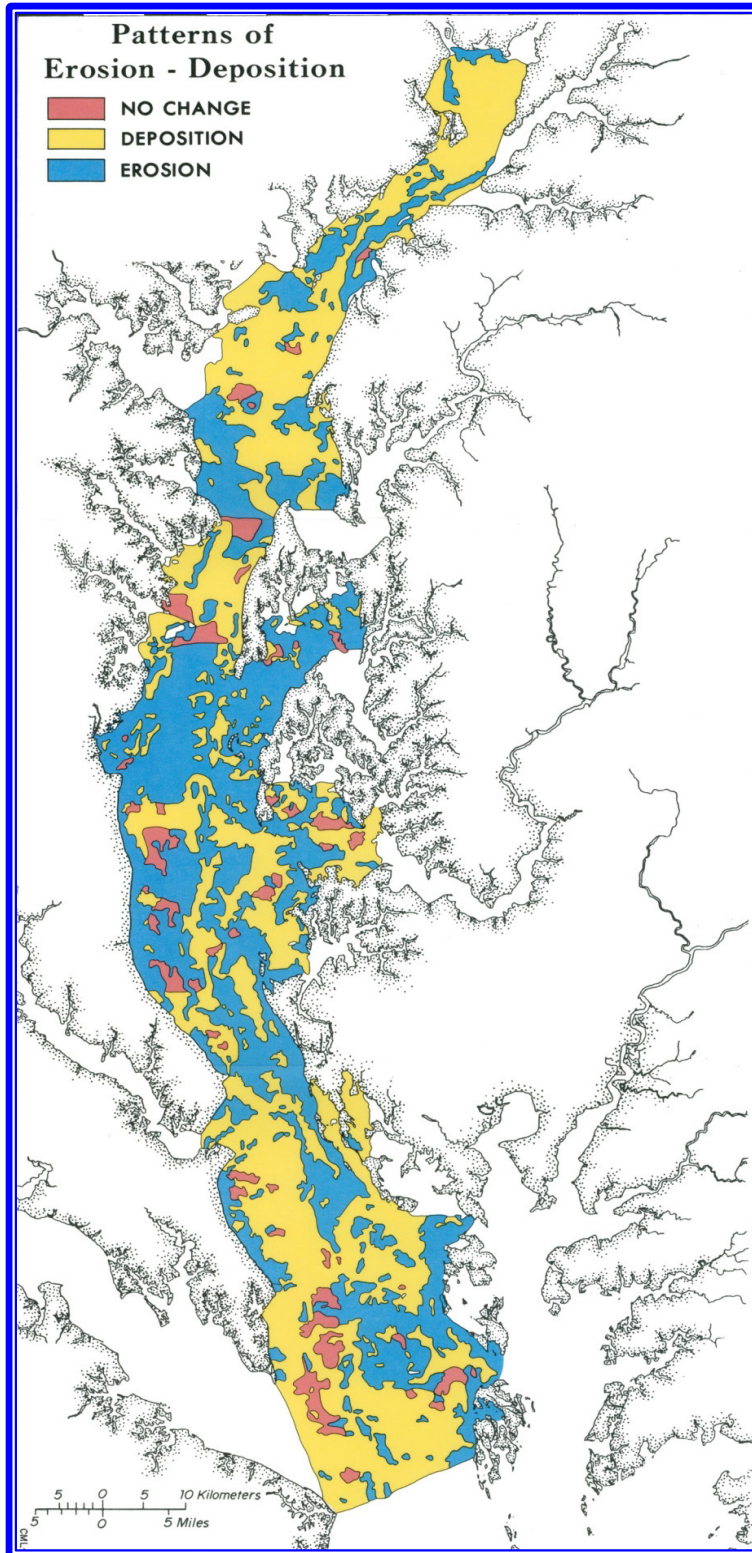 Patterns of
Erosion - Deposition
NO CHANGE
DEPOSITION
EROSION
5 0 5 10 Kilometers
5 0 5 Miles
CML